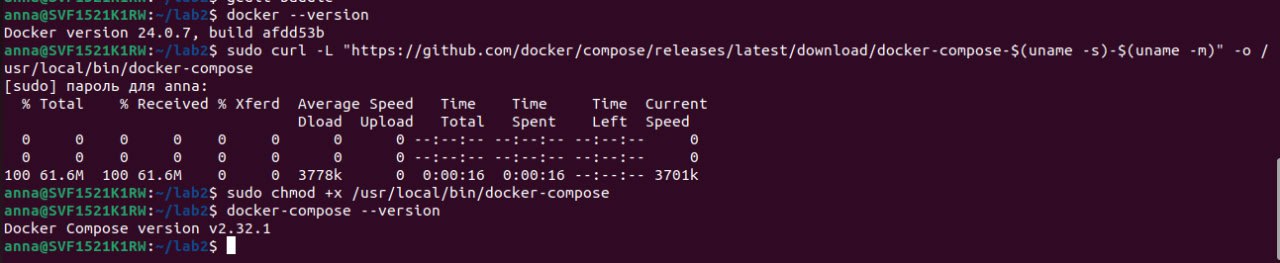 anna@SVF1521K1RW:~/lab2$ docker --version
Docker version 24.0.7, build afdd53b
anna@SVF1521K1RW:~/lab2$ sudo curl -L "https://github.com/docker/compose/releases/latest/download/docker-compose-$(uname -s)-$(uname -m)" -o /
usr/local/bin/docker-compose
[sudo] пароль для anna:
  % Total    % Received % Xferd  Average Speed   Time    Time     Time  Current
                                 Dload  Upload   Total   Spent    Left  Speed
  0     0    0     0    0     0      0      0 --:--:-- --:--:-- --:--:--     0
  0     0    0     0    0     0      0      0 --:--:-- --:--:-- --:--:--     0
100 61.6M  100 61.6M    0     0  3778k      0  0:00:16  0:00:16 --:--:-- 3701k
anna@SVF1521K1RW:~/lab2$ sudo chmod +x /usr/local/bin/docker-compose
anna@SVF1521K1RW:~/lab2$ docker-compose --version
Docker Compose version v2.32.1
anna@SVF1521K1RW:~/lab2$